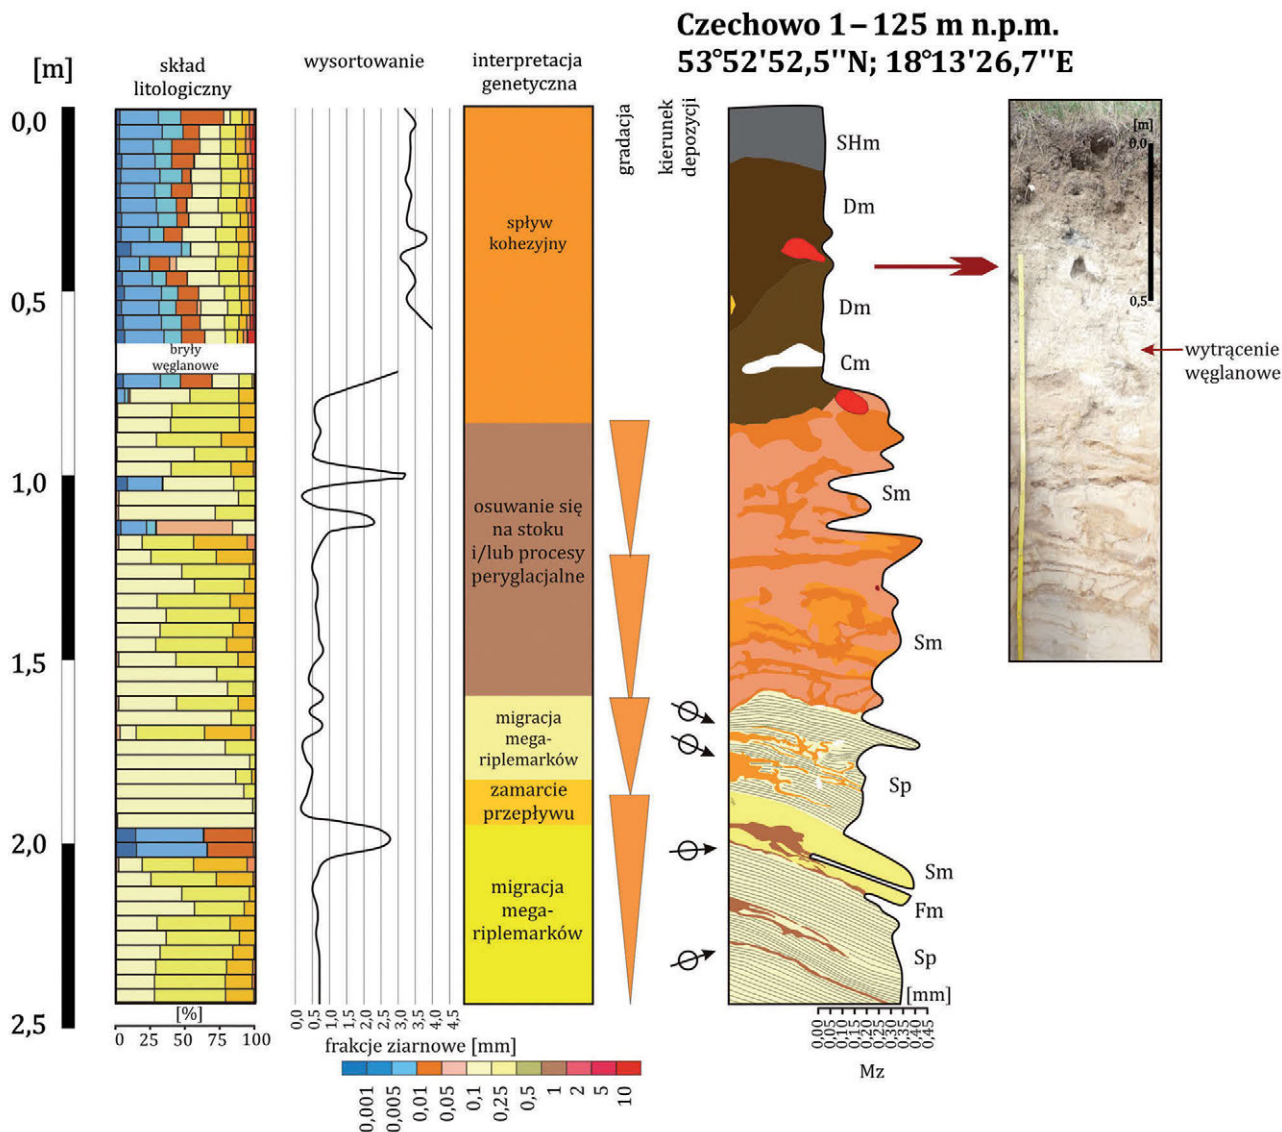 Czechowo 1 – 125 m n.p.m.
53°52'52,5''N; 18°13'26,7''E
[m]
skład
litologiczny
wysortowanie
interpretacja
genetyczna
gradacja
kierunek
depozycji
0,0
0,5
1,0
1,5
2,0
2,5
bryły
węglanowe
spływ
kohezyjny
osuwanie się
na stoku
i/lub procesy
peryglacjalne
migracja
mega-
riplemarków
zamarcie
przepływu
migracja
mega-
riplemarków
SHm
Dm
Dm
Cm
Sm
Sm
Sp
Sm
Fm
Sp
[m]
0,0
0,5
wytrącenie
węglanowe
[%]
0 25 50 75 100
0,0 0,5 1,0 1,5 2,0 2,5 3,0 3,5 4,0 4,5
[mm]
0,00 0,05 0,10 0,15 0,20 0,25 0,30 0,35 0,40 0,45
Mz
frakcje ziarnowe [mm]
0,001 0,005 0,01 0,05 0,1 0,25 0,5 1 2 5 10